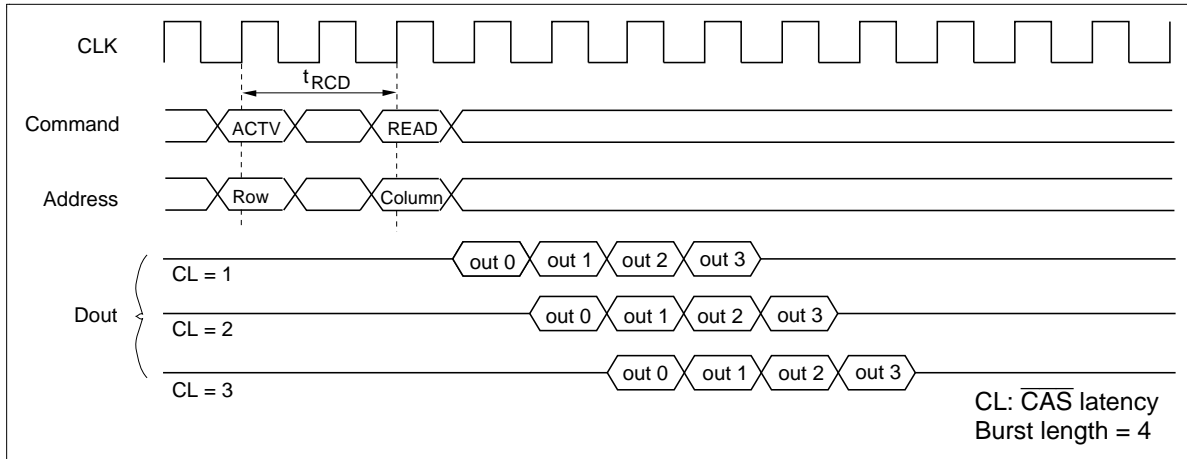 CLK
tRCD
Command ACTV READ
Address Row Column
out 0 out 1 out 2 out 3
CL = 1
Dout
out 0 out 1 out 2 out 3
CL = 2
out 0 out 1 out 2 out 3
CL = 3
CL: C̅A̅S̅ latency
Burst length = 4